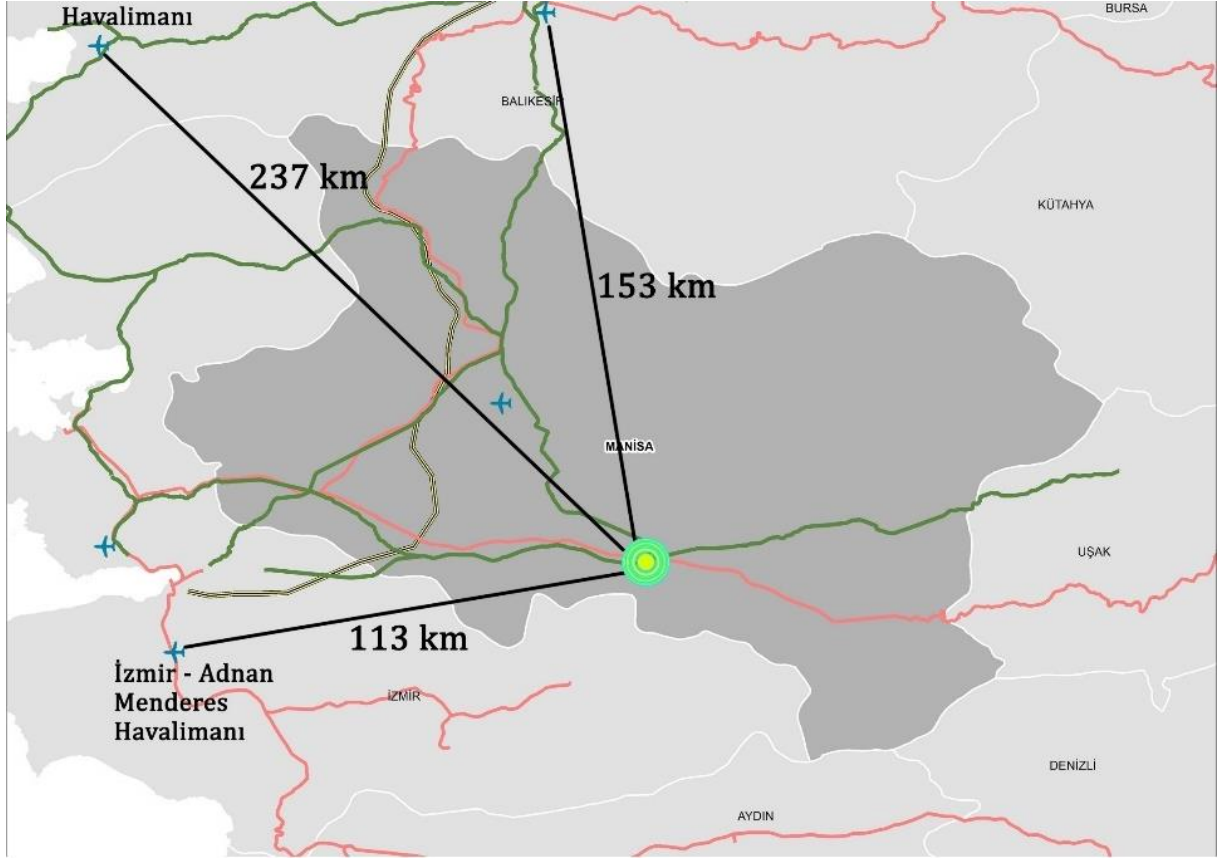 Havalimanı
BURSA
BALIKESİR
237 km
KÜTAHYA
153 km
MANİSA
UŞAK
113 km
İzmir - Adnan
Menderes
Havalimanı
İZMİR
DENİZLİ
AYDIN